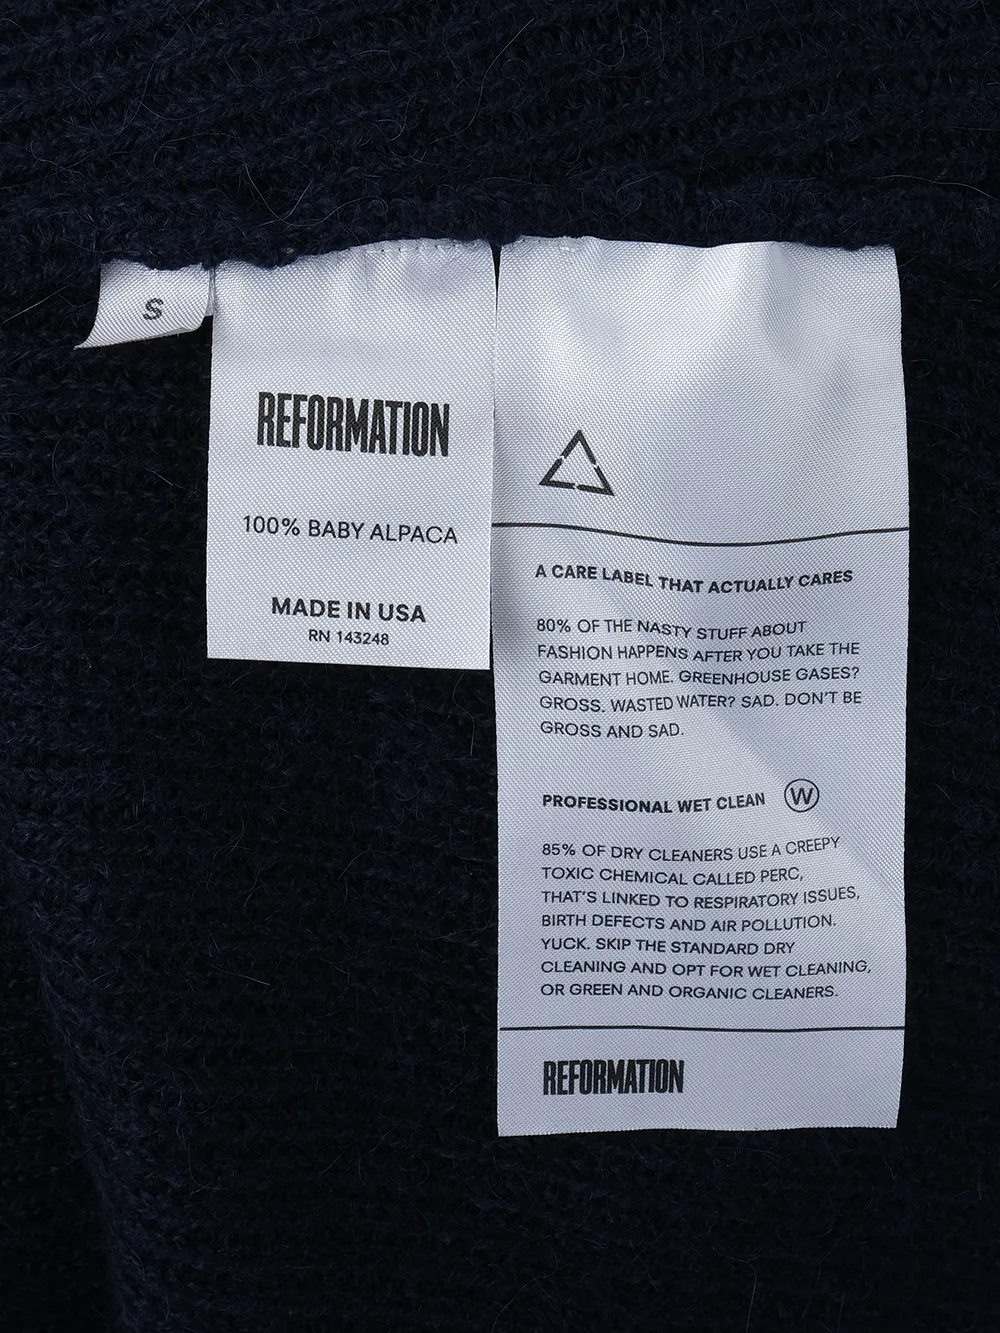 S
REFORMATION
100% BABY ALPACA
MADE IN USA
RN 143248
A CARE LABEL THAT ACTUALLY CARES
80% OF THE NASTY STUFF ABOUT
FASHION HAPPENS AFTER YOU TAKE THE
GARMENT HOME. GREENHOUSE GASES?
GROSS. WASTED WATER? SAD. DON'T BE
GROSS AND SAD.
PROFESSIONAL WET CLEAN W
85% OF DRY CLEANERS USE A CREEPY
TOXIC CHEMICAL CALLED PERC,
THAT'S LINKED TO RESPIRATORY ISSUES,
BIRTH DEFECTS AND AIR POLLUTION.
YUCK. SKIP THE STANDARD DRY
CLEANING AND OPT FOR WET CLEANING,
OR GREEN AND ORGANIC CLEANERS.
REFORMATION